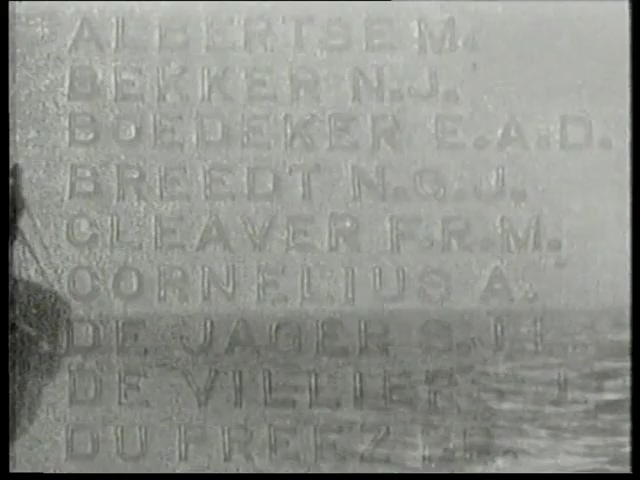 ALBERTSE M.
BEKKER N.J.
BOEDEKER E.A.D.
BREEDT N.G.J.
CLEAVER F.R.M.
CORNELIUS A.
DE JAGER
DE VILLIERS
DU PREEZ